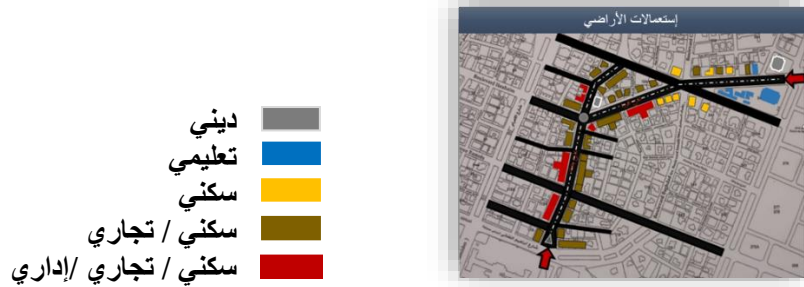 إستعمالات الأراضي
ديني
تعليمي
سكني
سكني / تجاري
سكني / تجاري /إداري